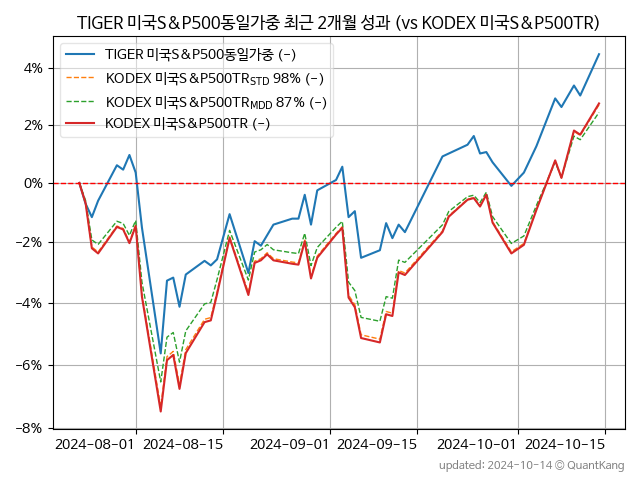 TIGER 미국S&P500동일가중 최근 2개월 성과 (vs KODEX 미국S&P500TR)
TIGER 미국S&P500동일가중 (-)
KODEX 미국S&P500TR_STD 98% (-)
KODEX 미국S&P500TR_MDD 87% (-)
KODEX 미국S&P500TR (-)
4%
2%
0%
−2%
−4%
−6%
−8%
2024-08-01 2024-08-15 2024-09-01 2024-09-15 2024-10-01 2024-10-15
updated: 2024-10-14 © QuantKang